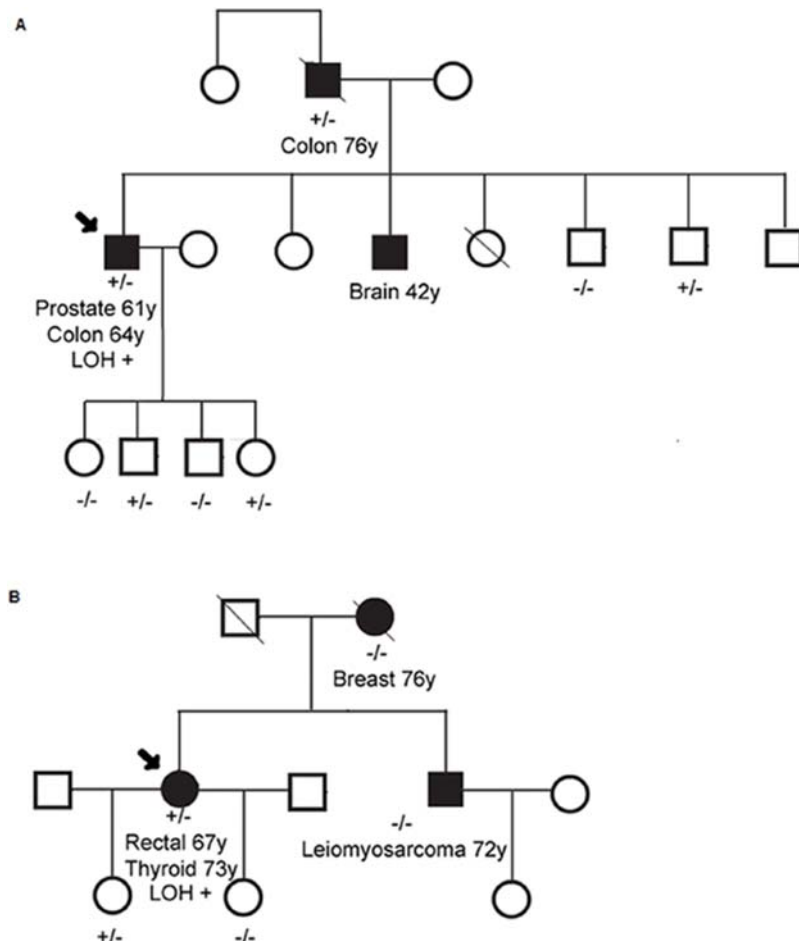 A
+/-
Colon 76y
+/-
Prostate 61y
Colon 64y
LOH +
Brain 42y
-/-
+/-
-/-
+/-
-/-
+/-
B
-/-
Breast 76y
+/-
Rectal 67y
Thyroid 73y
LOH +
-/-
Leiomyosarcoma 72y
+/-
-/-